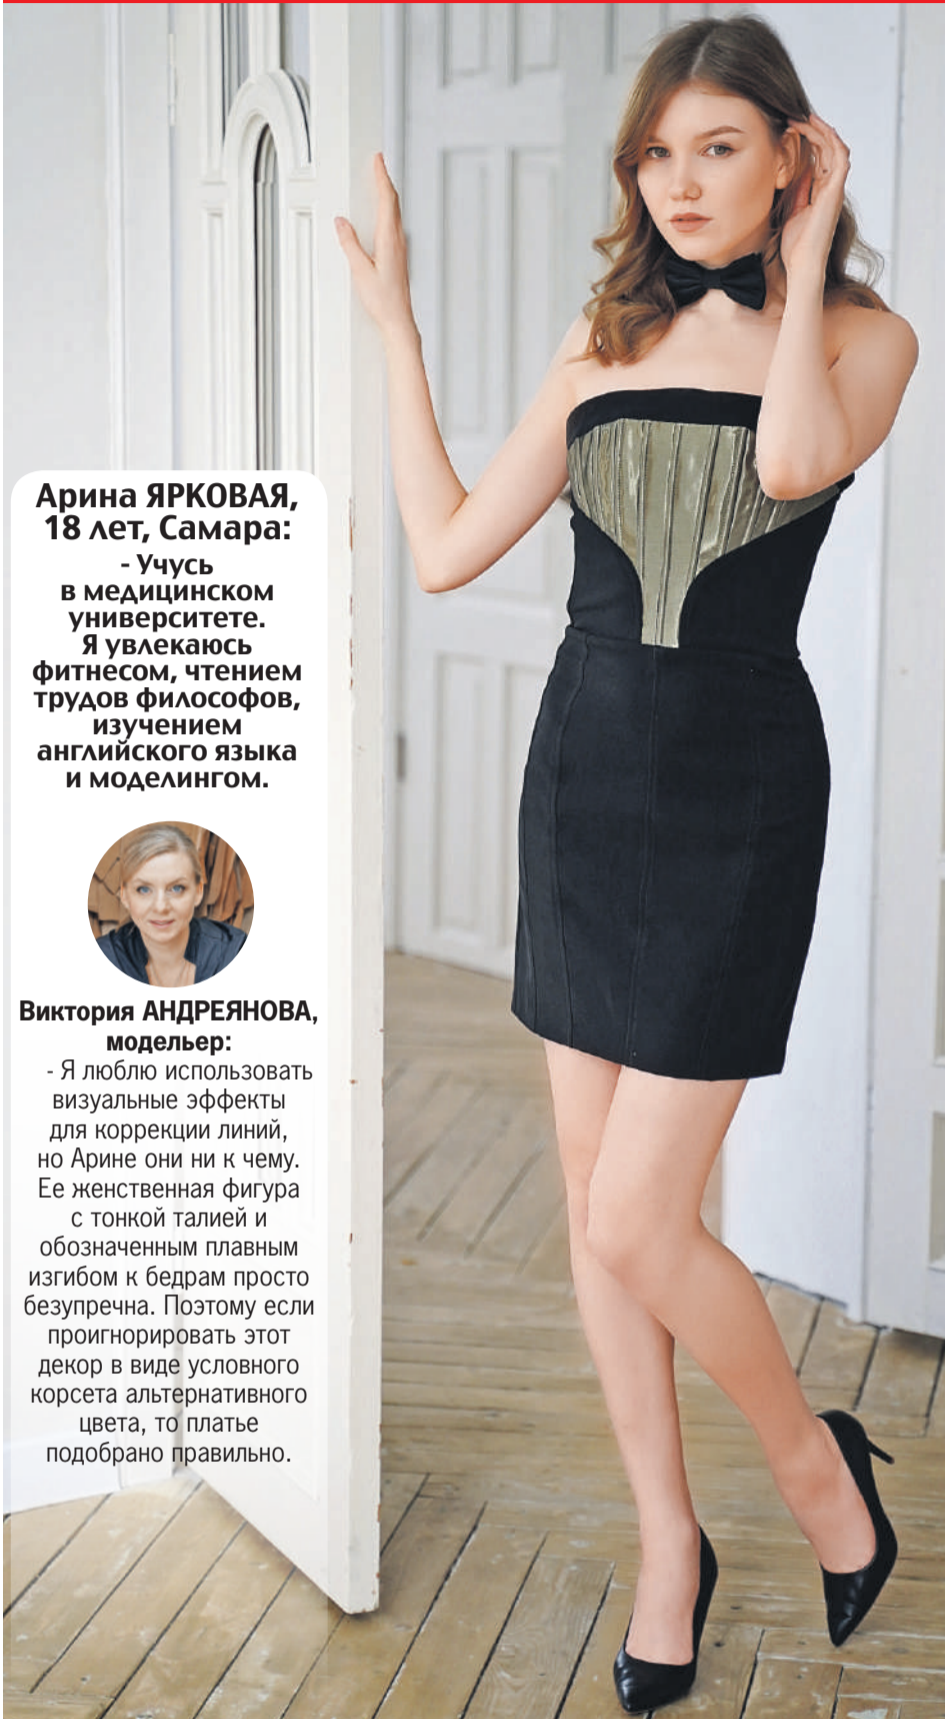 Арина ЯРКОВАЯ,
18 лет, Самара:
- Учусь
в медицинском
университете.
Я увлекаюсь
фитнесом, чтением
трудов философов,
изучением
английского языка
и моделингом.
Виктория АНДРЕЯНОВА,
модельер:
- Я люблю использовать
визуальные эффекты
для коррекции линий,
но Арине они ни к чему.
Ее женственная фигура
с тонкой талией и
обозначенным плавным
изгибом к бедрам просто
безупречна. Поэтому если
проигнорировать этот
декор в виде условного
корсета альтернативного
цвета, то платье
подобрано правильно.